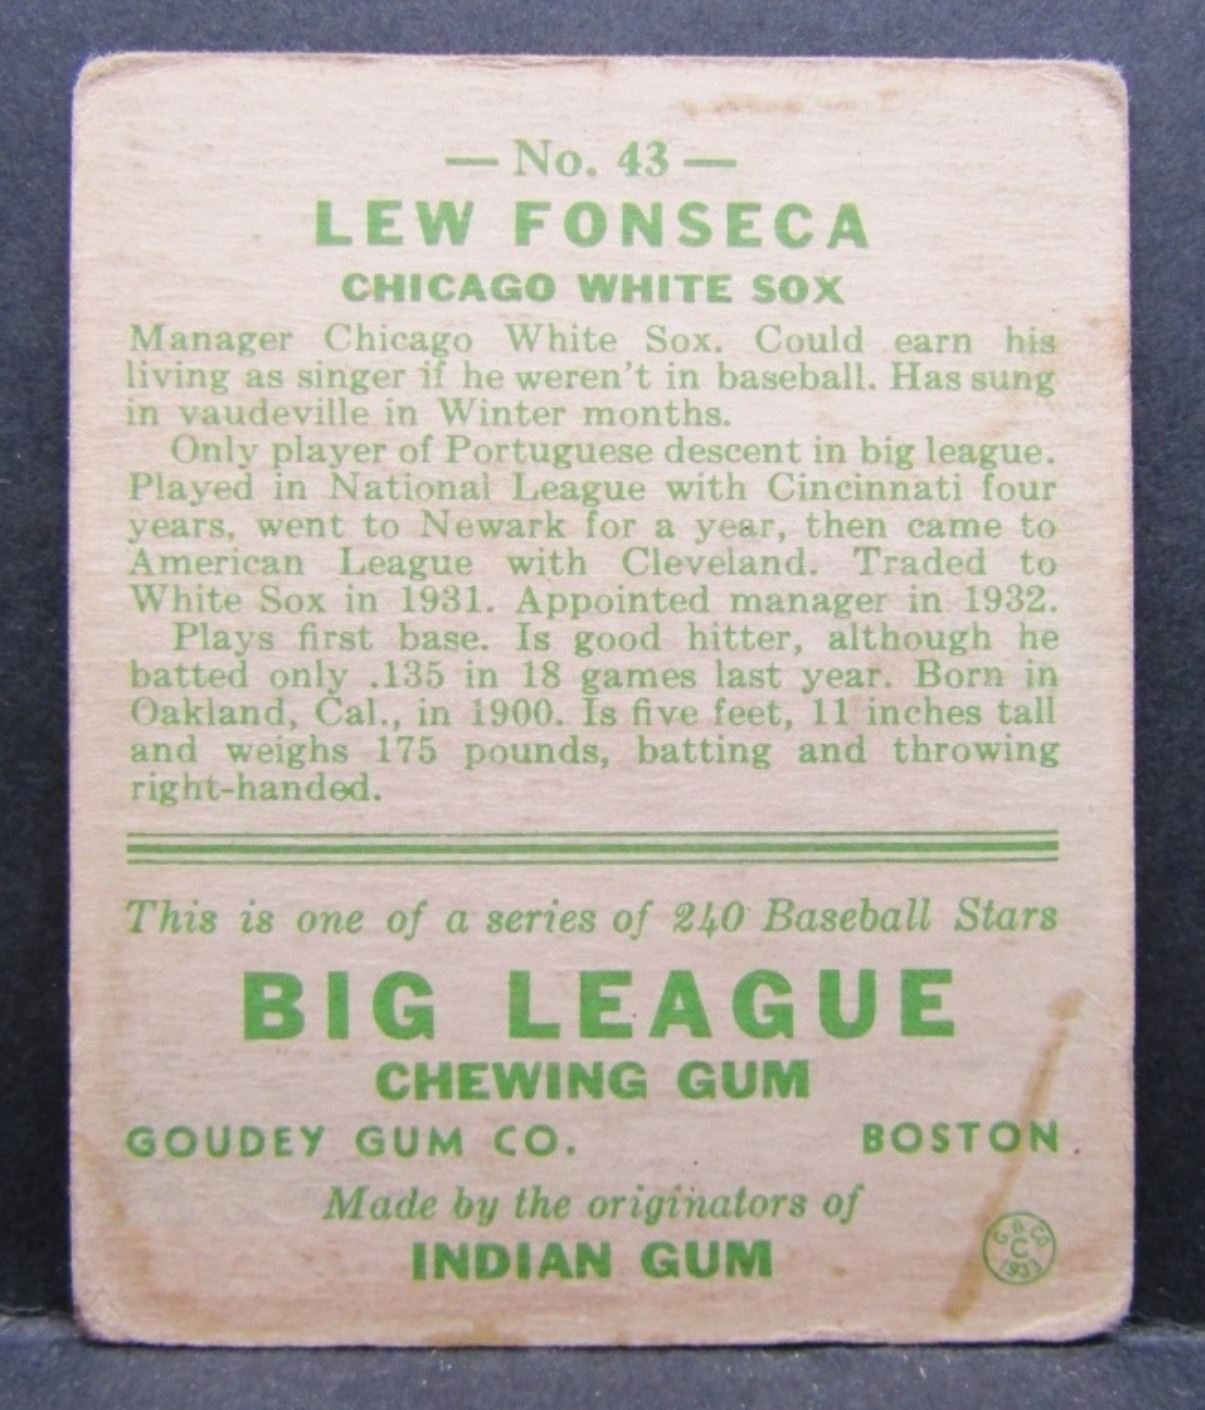 — No. 43 —
LEW FONSECA
CHICAGO WHITE SOX
Manager Chicago White Sox. Could earn his
living as singer if he weren't in baseball. Has sung
in vaudeville in Winter months.
Only player of Portuguese descent in big league.
Played in National League with Cincinnati four
years, went to Newark for a year, then came to
American League with Cleveland. Traded to
White Sox in 1931. Appointed manager in 1932.
Plays first base. Is good hitter, although he
batted only .135 in 18 games last year. Born in
Oakland, Cal., in 1900. Is five feet, 11 inches tall
and weighs 175 pounds, batting and throwing
right-handed.
This is one of a series of 240 Baseball Stars
BIG LEAGUE
CHEWING GUM
GOUDEY GUM CO. BOSTON
Made by the originators of
INDIAN GUM
G. G. CO.
C
1933